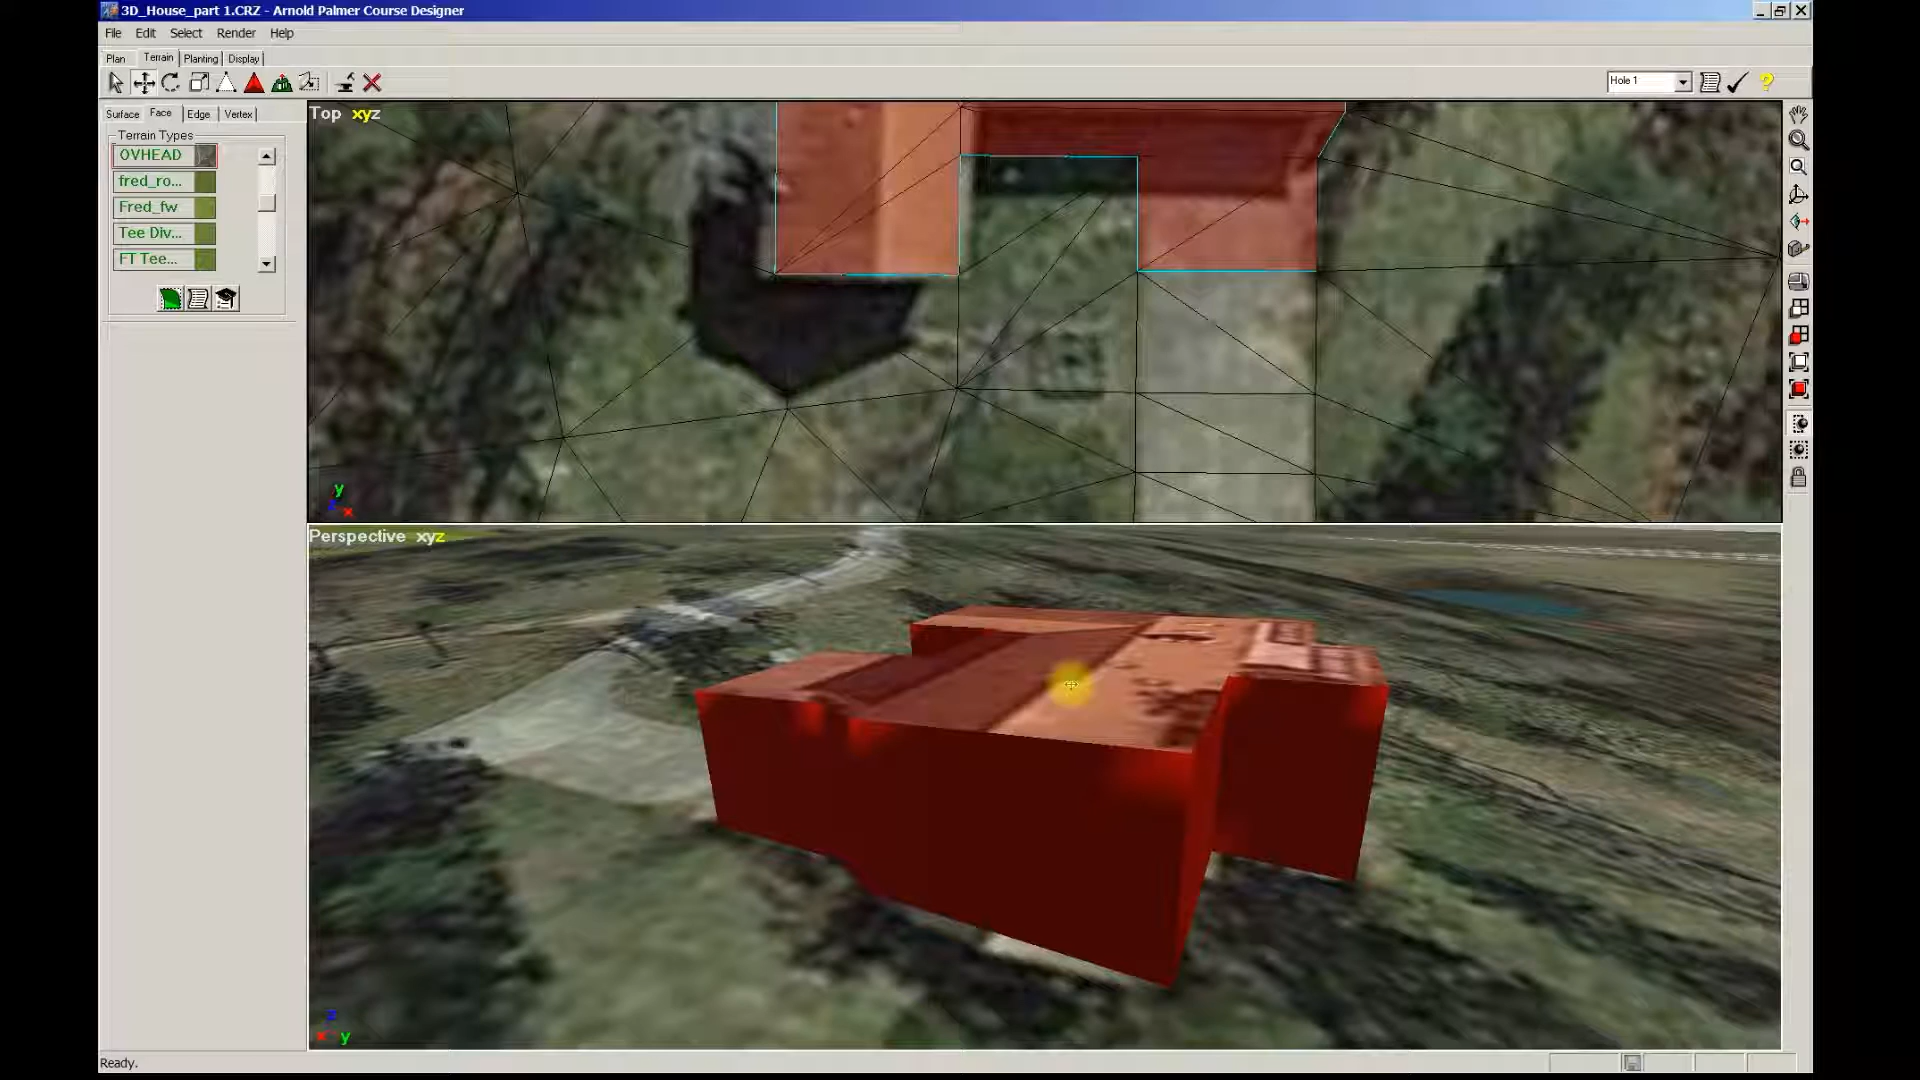 3D_House_part 1.CRZ - Arnold Palmer Course Designer
File Edit Select Render Help
Plan Terrain Planting Display
Hole 1
Surface Face Edge Vertex
Terrain Types
OVHEAD
fred_ro...
Fred_fw
Tee Div...
FT Tee...
Top xyz
y
z x
Perspective xyz
z
x y
Ready.